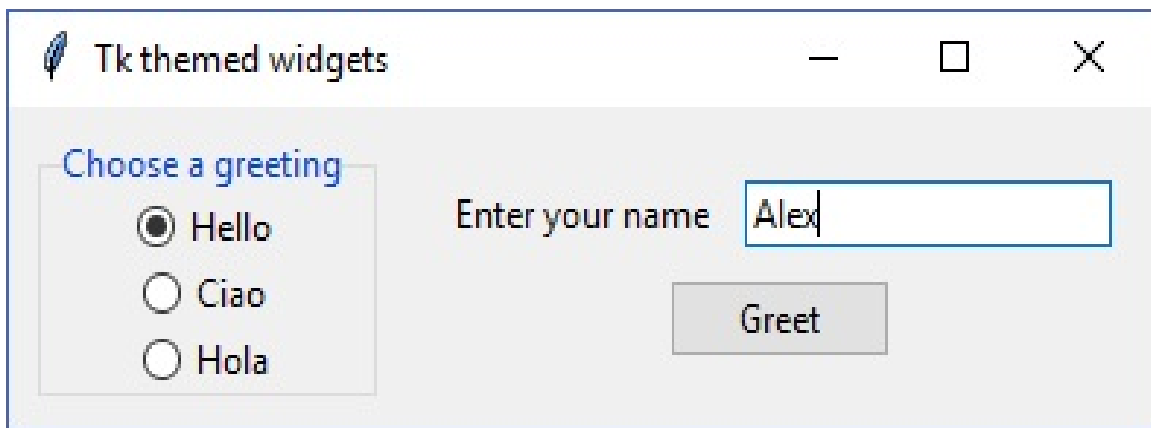 Tk themed widgets
Choose a greeting
Hello
Ciao
Hola
Enter your name Alex
Greet